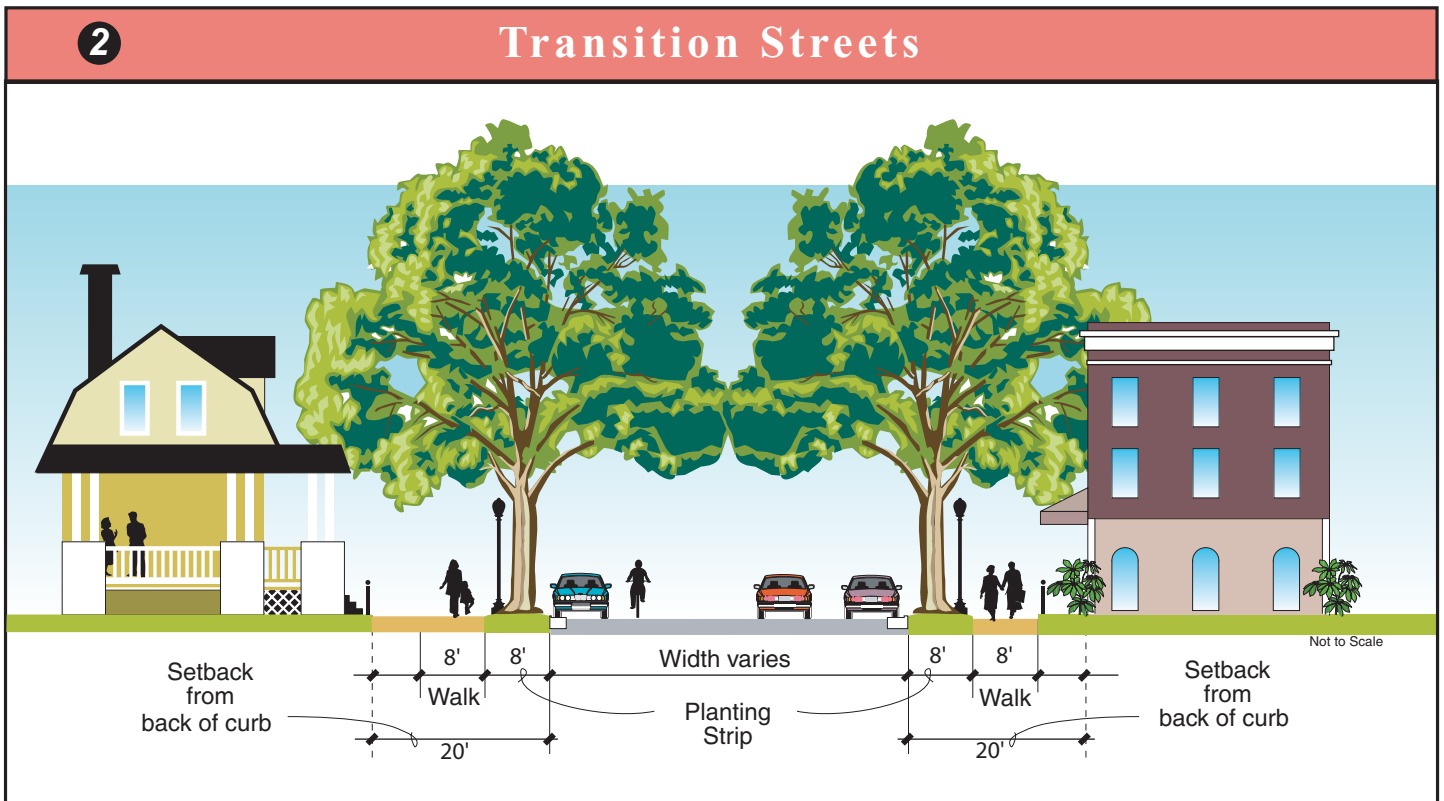 2
Transition Streets
Not to Scale
8'
8'
Width varies
8'
8'
Setback
from
back of curb
Walk
Planting
Strip
Walk
Setback
from
back of curb
20'
20'